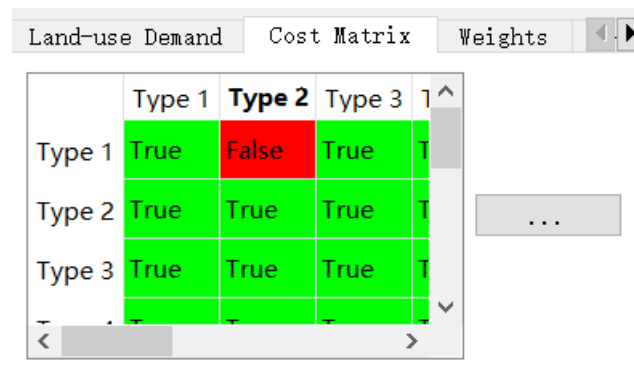 Land-use Demand Cost Matrix Weights
Type 1 Type 2 Type 3
Type 1 True False True
Type 2 True True True
...
Type 3 True True True